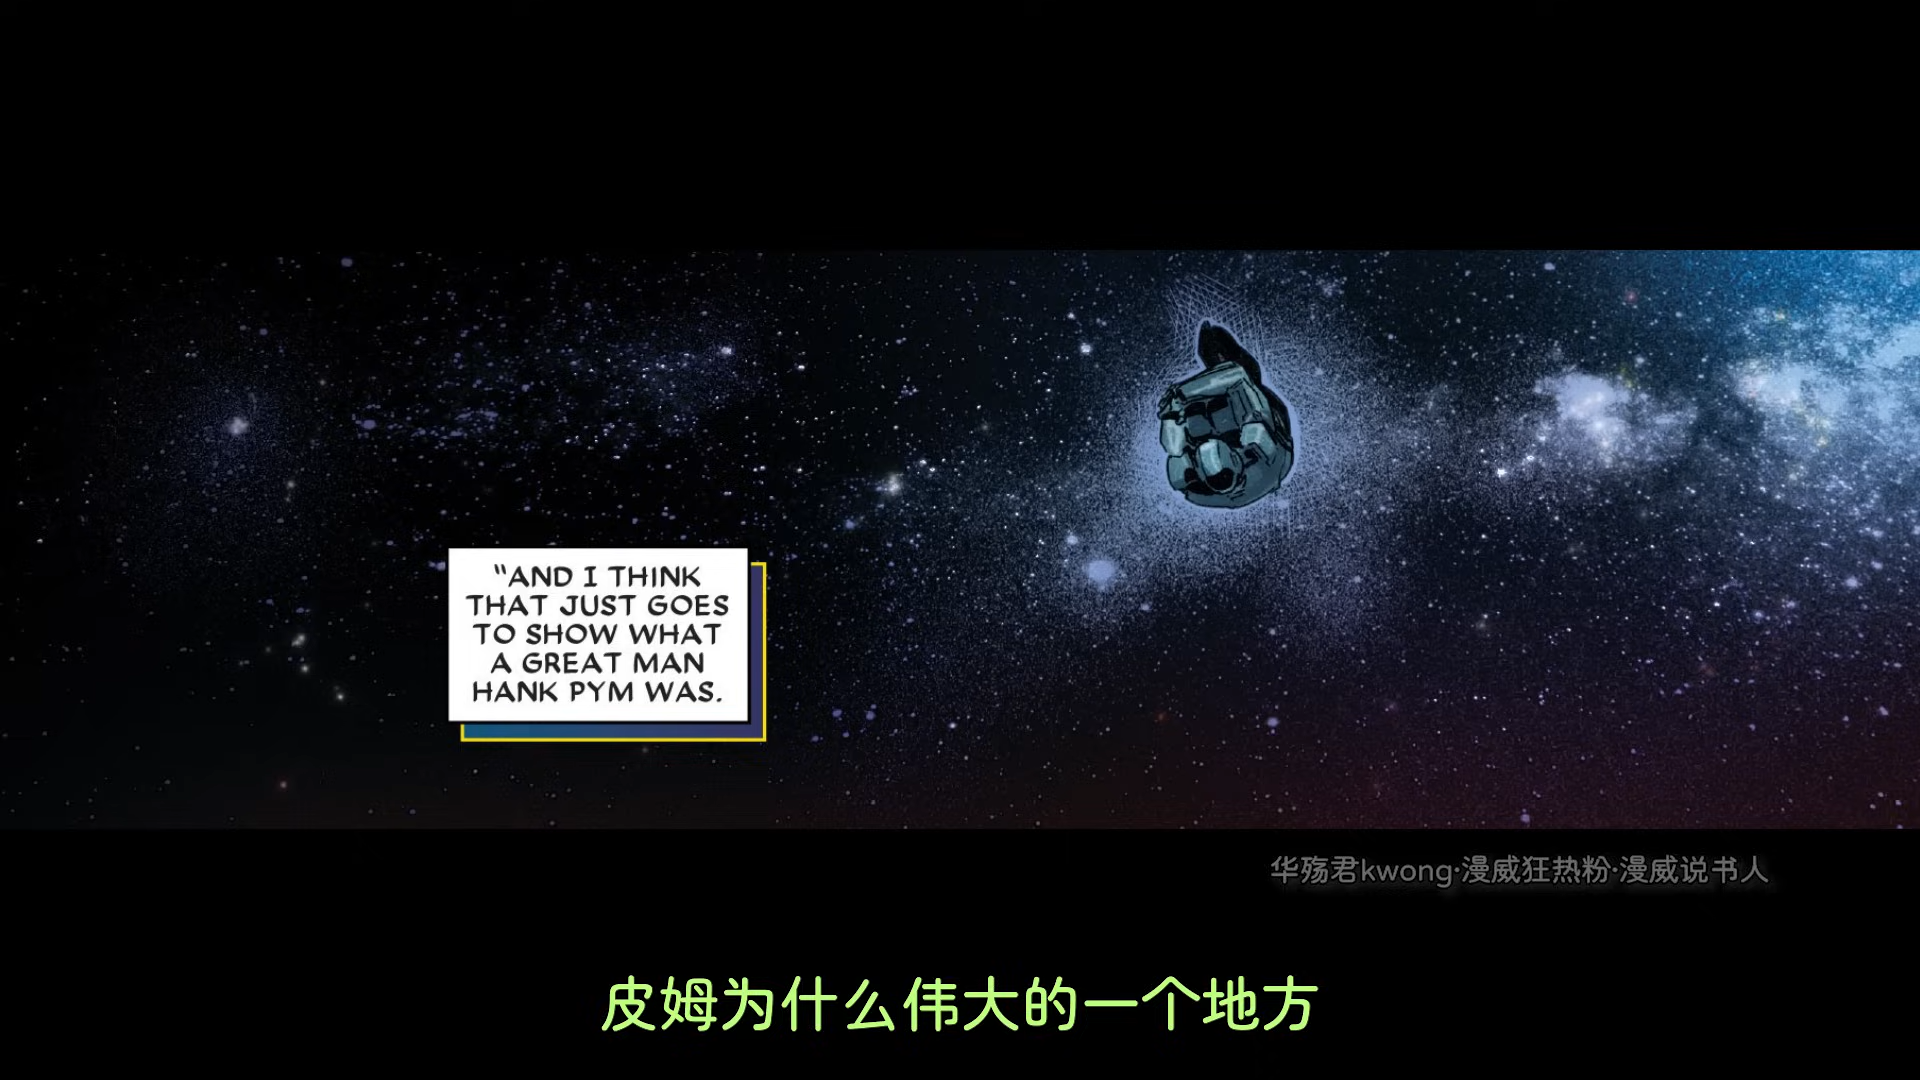 “AND I THINK
THAT JUST GOES
TO SHOW WHAT
A GREAT MAN
HANK PYM WAS.
华殇君kwong·漫威狂热粉·漫威说书人
皮姆为什么伟大的一个地方